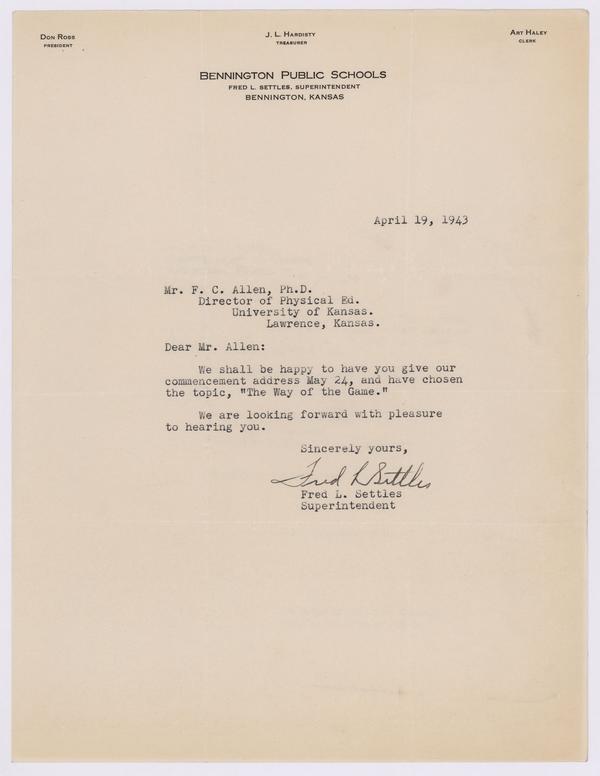 Don Ross
PRESIDENT
J. L. Hardisty
TREASURER
Art Haley
CLERK
Bennington Public Schools
FRED L. SETTLES, SUPERINTENDENT
BENNINGTON, KANSAS
April 19, 1943
Mr. F. C. Allen, Ph.D.
Director of Physical Ed.
University of Kansas.
Lawrence, Kansas.
Dear Mr. Allen:
We shall be happy to have you give our
commencement address May 24, and have chosen
the topic, "The Way of the Game."
We are looking forward with pleasure
to hearing you.
Sincerely yours,
Fred L Settles
Fred L. Settles
Superintendent